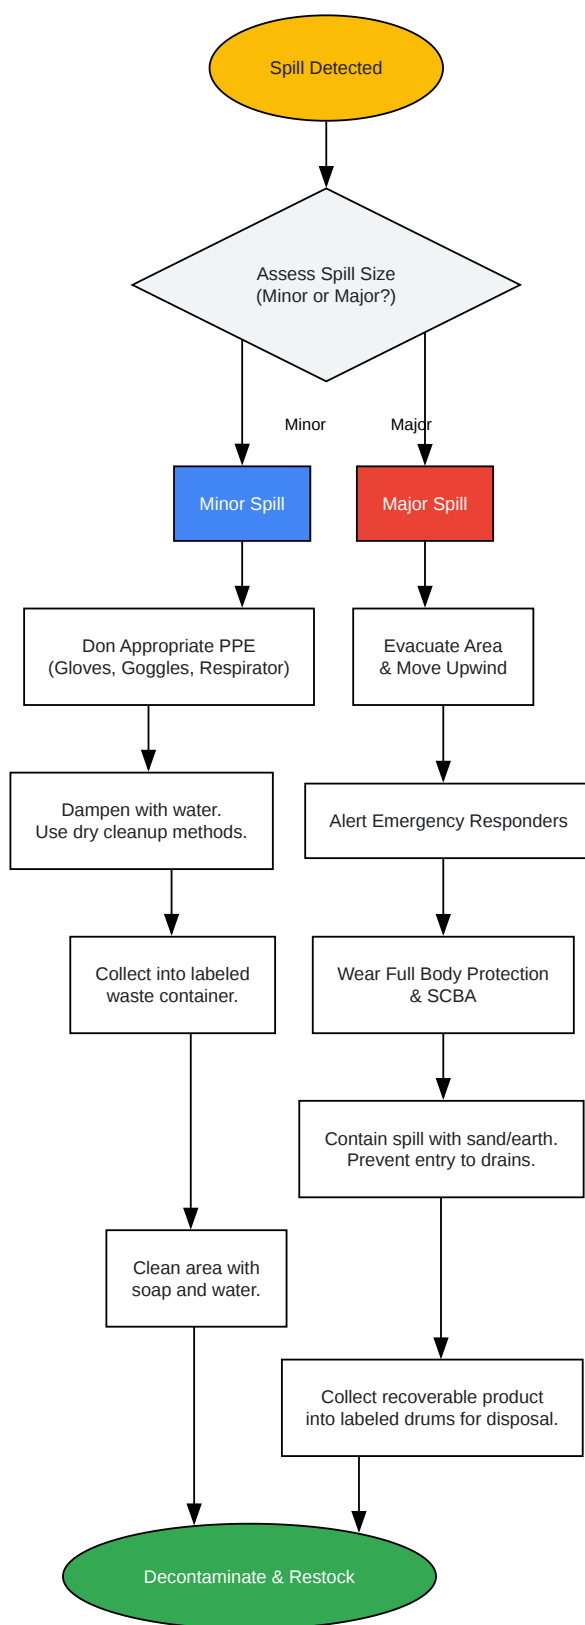 Spill Detected
Assess Spill Size
(Minor or Major?)
Minor
Major
Minor Spill
Major Spill
Don Appropriate PPE
(Gloves, Goggles, Respirator)
Evacuate Area
& Move Upwind
Dampen with water.
Use dry cleanup methods.
Alert Emergency Responders
Collect into labeled
waste container.
Wear Full Body Protection
& SCBA
Contain spill with sand/earth.
Prevent entry to drains.
Clean area with
soap and water.
Collect recoverable product
into labeled drums for disposal.
Decontaminate & Restock